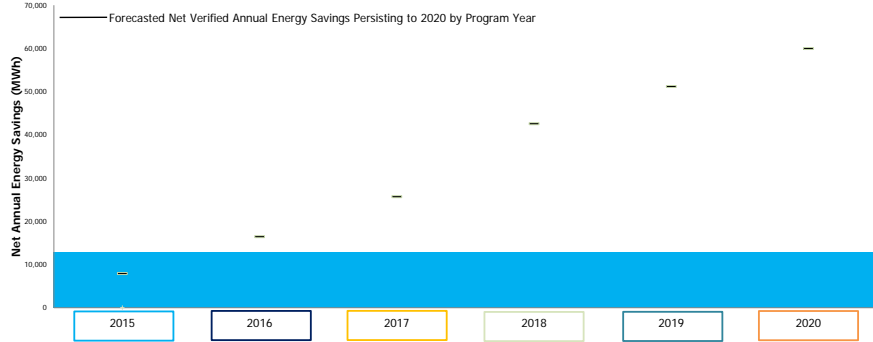 70,000
Forecasted Net Verified Annual Energy Savings Persisting to 2020 by Program Year
60,000
50,000
40,000
30,000
20,000
10,000
0
Net Annual Energy Savings (MWh)
2015 2016 2017 2018 2019 2020